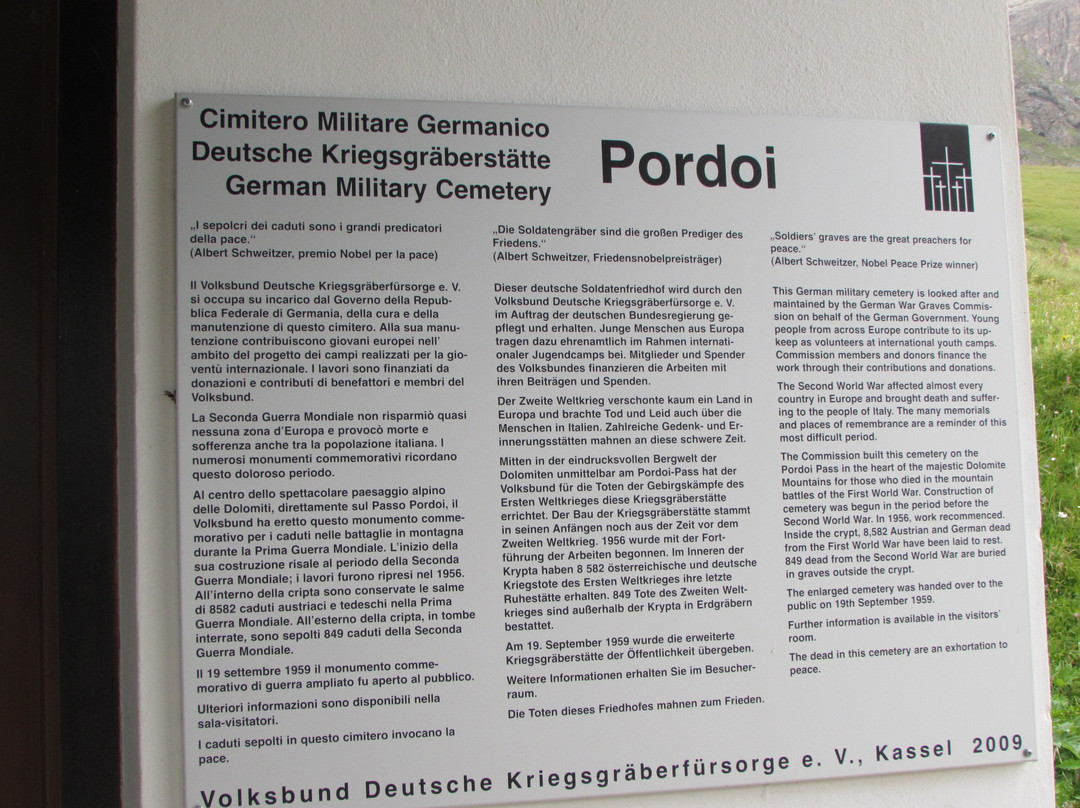 Cimitero Militare Germanico
Deutsche Kriegsgräberstätte
German Military Cemetery
Pordoi
„I sepolcri dei caduti sono i grandi predicatori
della pace.“
(Albert Schweitzer, premio Nobel per la pace)
Il Volksbund Deutsche Kriegsgräberfürsorge e. V.
si occupa su incarico dal Governo della Repub-
blica Federale di Germania, della cura e della
manutenzione di questo cimitero. Alla sua manu-
tenzione contribuiscono giovani europei nell’
ambito del progetto dei campi realizzati per la gio-
ventù internazionale. I lavori sono finanziati da
donazioni e contributi di benefattori e membri del
Volksbund.
La Seconda Guerra Mondiale non risparmiò quasi
nessuna zona d’Europa e provocò morte e
sofferenza anche tra la popolazione italiana. I
numerosi monumenti commemorativi ricordano
questo doloroso periodo.
Al centro dello spettacolare paesaggio alpino
delle Dolomiti, direttamente sul Passo Pordoi, il
Volksbund ha eretto questo monumento comme-
morativo per i caduti nelle battaglie in montagna
durante la Prima Guerra Mondiale. L’inizio della
sua costruzione risale al periodo della Seconda
Guerra Mondiale; i lavori furono ripresi nel 1956.
All’interno della cripta sono conservate le salme
di 8582 caduti austriaci e tedeschi nella Prima
Guerra Mondiale. All’esterno della cripta, in tombe
interrate, sono sepolti 849 caduti della Seconda
Guerra Mondiale.
Il 19 settembre 1959 il monumento comme-
morativo di guerra ampliato fu aperto al pubblico.
Ulteriori informazioni sono disponibili nella
sala-visitatori.
I caduti sepolti in questo cimitero invocano la
pace.
„Die Soldatengräber sind die großen Prediger des
Friedens.“
(Albert Schweitzer, Friedensnobelpreisträger)
Dieser deutsche Soldatenfriedhof wird durch den
Volksbund Deutsche Kriegsgräberfürsorge e. V.
im Auftrag der deutschen Bundesregierung ge-
pflegt und erhalten. Junge Menschen aus Europa
tragen dazu ehrenamtlich im Rahmen internati-
onaler Jugendcamps bei. Mitglieder und Spender
des Volksbundes finanzieren die Arbeiten mit
ihren Beiträgen und Spenden.
Der Zweite Weltkrieg verschonte kaum ein Land in
Europa und brachte Tod und Leid auch über die
Menschen in Italien. Zahlreiche Gedenk- und Er-
innerungsstätten mahnen an diese schwere Zeit.
Mitten in der eindrucksvollen Bergwelt der
Dolomiten unmittelbar am Pordoi-Pass hat der
Volksbund für die Toten der Gebirgskämpfe des
Ersten Weltkrieges diese Kriegsgräberstätte
errichtet. Der Bau der Kriegsgräberstätte stammt
in seinen Anfängen noch aus der Zeit vor dem
Zweiten Weltkrieg. 1956 wurde mit der Fort-
führung der Arbeiten begonnen. Im Inneren der
Krypta haben 8 582 österreichische und deutsche
Kriegstote des Ersten Weltkrieges ihre letzte
Ruhestätte erhalten. 849 Tote des Zweiten Welt-
krieges sind außerhalb der Krypta in Erdgräbern
bestattet.
Am 19. September 1959 wurde die erweiterte
Kriegsgräberstätte der Öffentlichkeit übergeben.
Weitere Informationen erhalten Sie im Besucher-
raum.
Die Toten dieses Friedhofes mahnen zum Frieden.
„Soldiers’ graves are the great preachers for
peace.“
(Albert Schweitzer, Nobel Peace Prize winner)
This German military cemetery is looked after and
maintained by the German War Graves Commis-
sion on behalf of the German Government. Young
people from across Europe contribute to its up-
keep as volunteers at international youth camps.
Commission members and donors finance the
work through their contributions and donations.
The Second World War affected almost every
country in Europe and brought death and suffer-
ing to the people of Italy. The many memorials
and places of remembrance are a reminder of this
most difficult period.
The Commission built this cemetery on the
Pordoi Pass in the heart of the majestic Dolomite
Mountains for those who died in the mountain
battles of the First World War. Construction of
cemetery was begun in the period before the
Second World War. In 1956, work recommenced.
Inside the crypt, 8,582 Austrian and German dead
from the First World War have been laid to rest.
849 dead from the Second World War are buried
in graves outside the crypt.
The enlarged cemetery was handed over to the
public on 19th September 1959.
Further information is available in the visitors’
room.
The dead in this cemetery are an exhortation to
peace.
Volksbund Deutsche Kriegsgräberfürsorge e. V., Kassel 2009